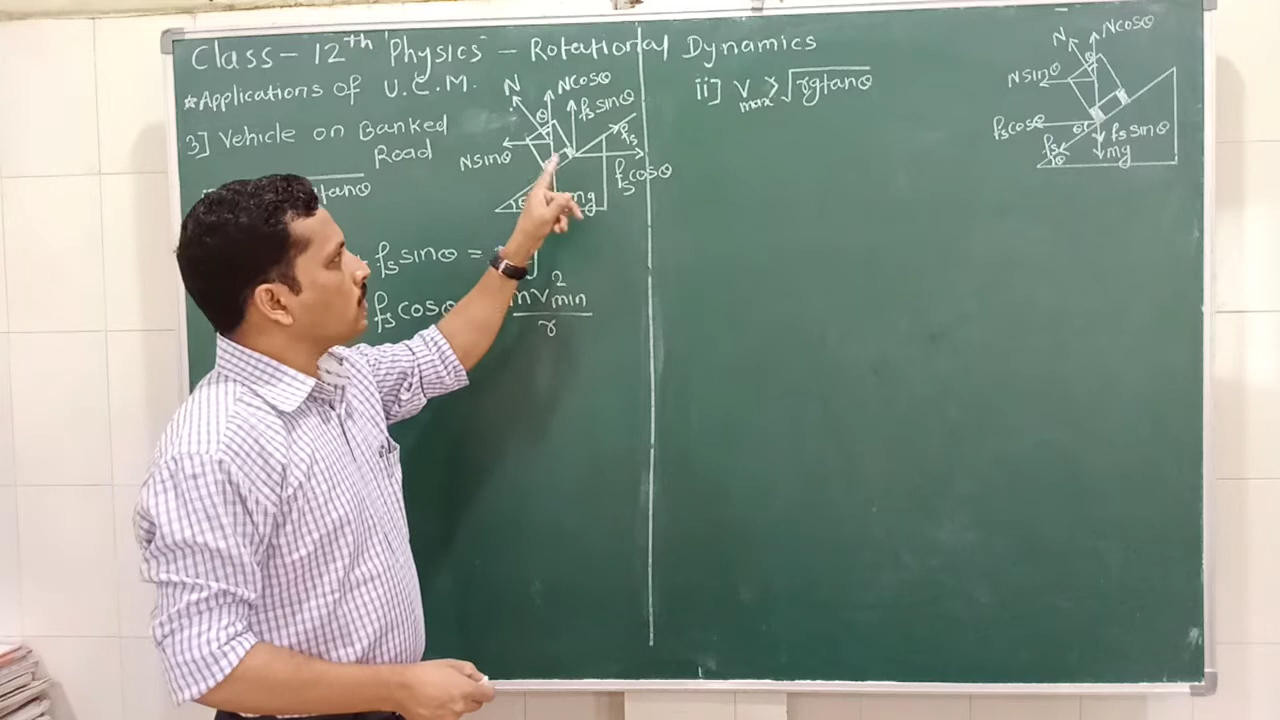 Class - 12th 'Physics' - Rotational Dynamics
★Applications of U.C.M.
3] Vehicle on Banked
Road
tanθ
fs sinθ =
fs cosθ
mv²min
r
N
Ncosθ
fs sinθ
θ
fs
Nsinθ
fs cosθ
θ
mg
ii] vmax > √rgtanθ
N
Ncosθ
θ
Nsinθ
fs cosθ
θ
fs sinθ
fs
mg
θ